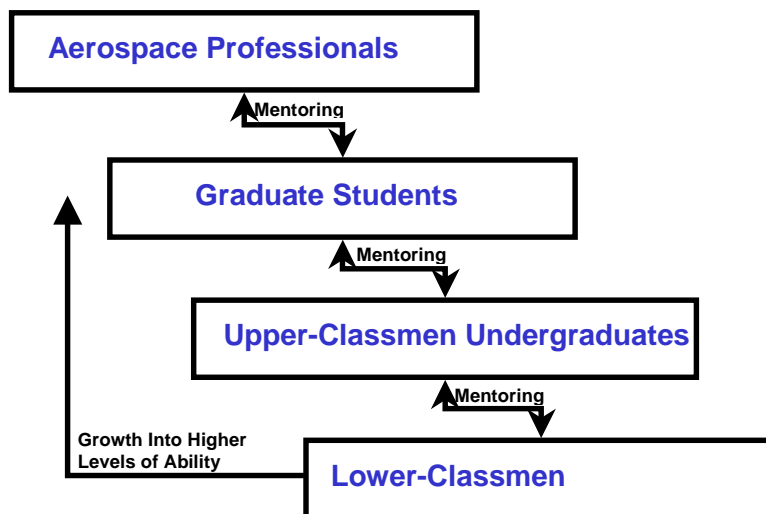 Aerospace Professionals
Mentoring
Graduate Students
Mentoring
Upper-Classmen Undergraduates
Mentoring
Growth Into Higher
Levels of Ability
Lower-Classmen